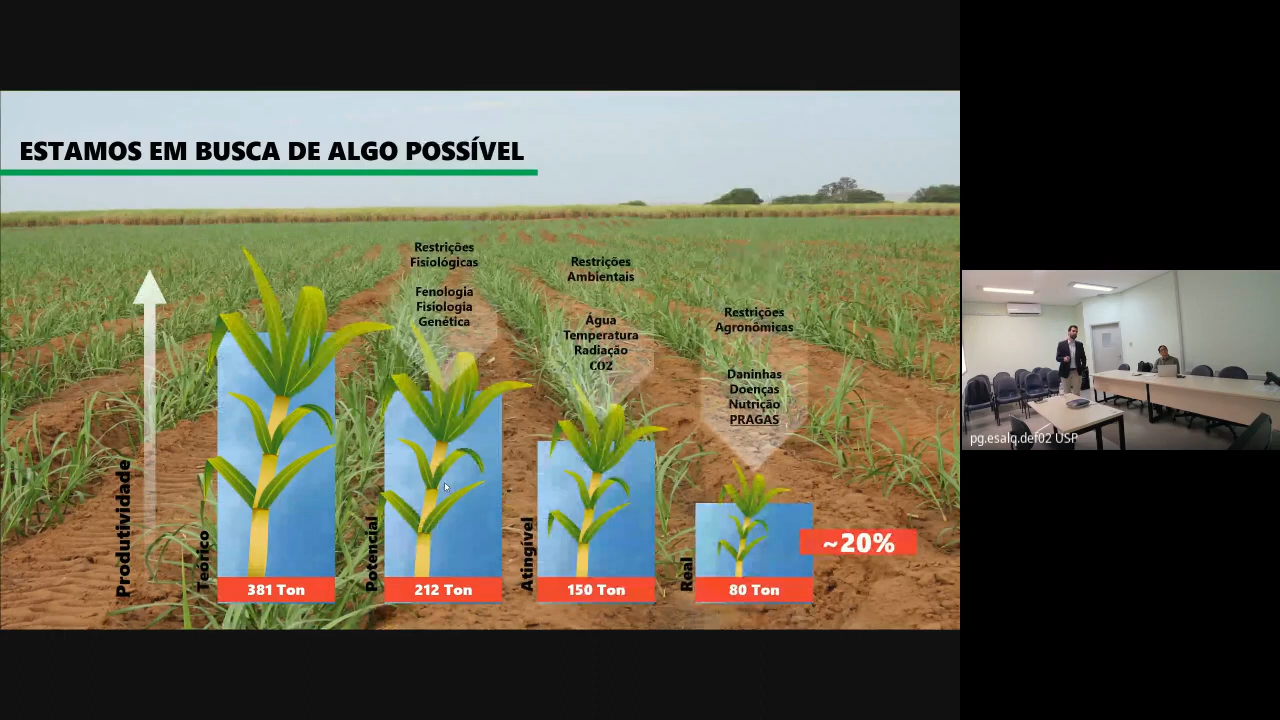 ESTAMOS EM BUSCA DE ALGO POSSÍVEL
Produtividade
Restrições
Fisiológicas
Fenologia
Fisiologia
Genética
Restrições
Ambientais
Água
Temperatura
Radiação
CO2
Restrições
Agronômicas
Daninhas
Doenças
Nutrição
PRAGAS
Teórico
381 Ton
Potencial
212 Ton
Atingível
150 Ton
Real
80 Ton
~20%
pg.esalq.def02 USP